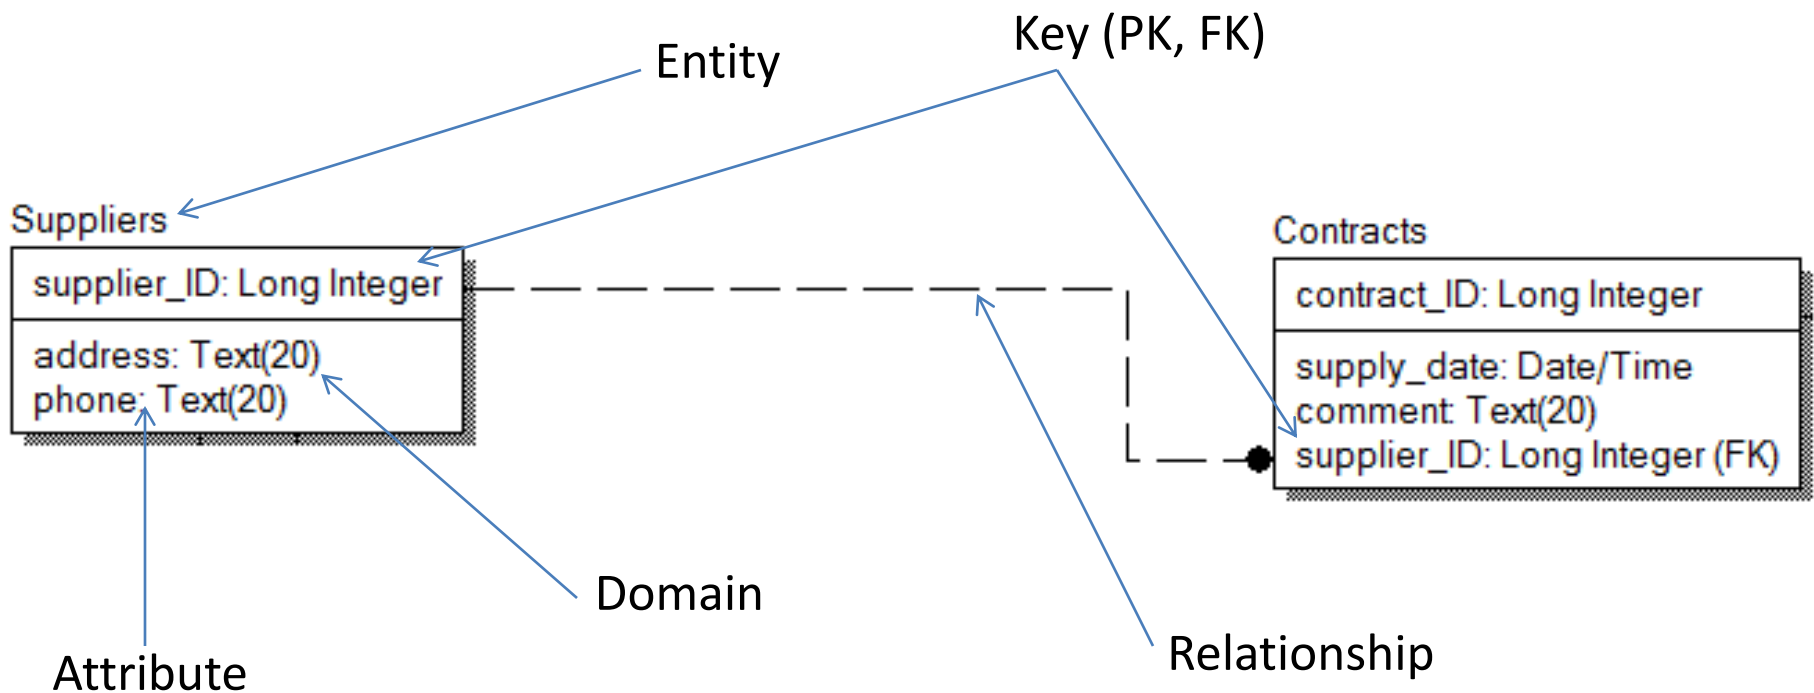 Key (PK, FK)
Entity
Suppliers
supplier_ID: Long Integer
address: Text(20)
phone: Text(20)
Contracts
contract_ID: Long Integer
supply_date: Date/Time
comment: Text(20)
supplier_ID: Long Integer (FK)
Domain
Relationship
Attribute